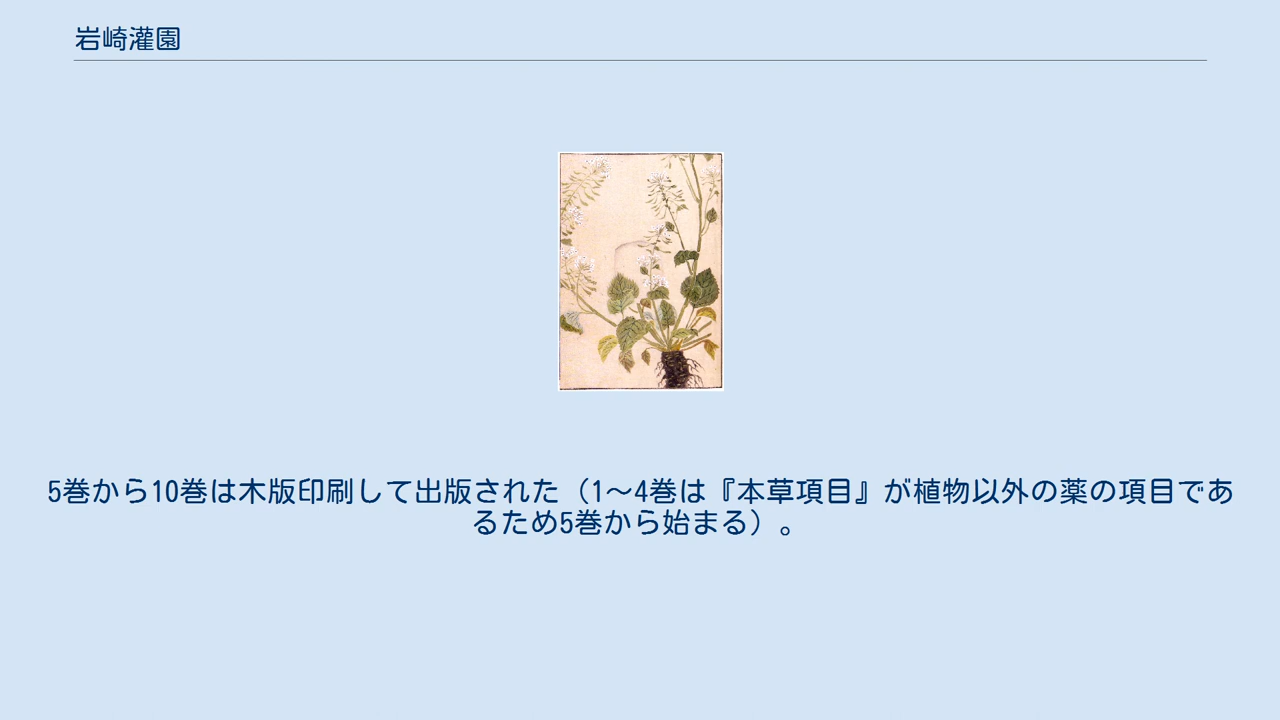 岩崎灌園
5巻から10巻は木版印刷して出版された（1〜4巻は『本草項目』が植物以外の薬の項目であ
るため5巻から始まる）。